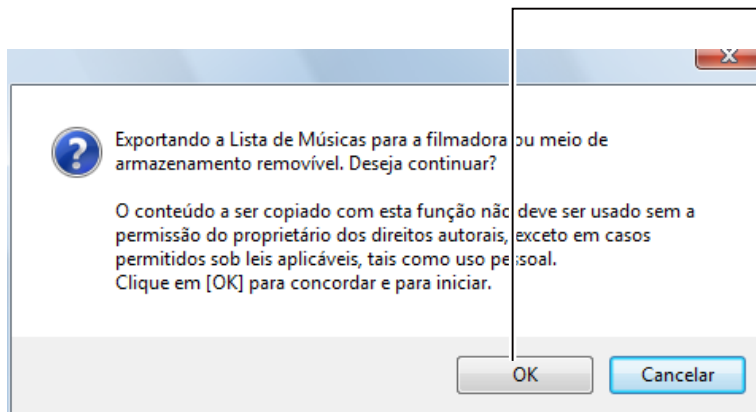 Exportando a Lista de Músicas para a filmadora ou meio de
armazenamento removível. Deseja continuar?
O conteúdo a ser copiado com esta função não deve ser usado sem a
permissão do proprietário dos direitos autorais, exceto em casos
permitidos sob leis aplicáveis, tais como uso pessoal.
Clique em [OK] para concordar e para iniciar.
OK
Cancelar